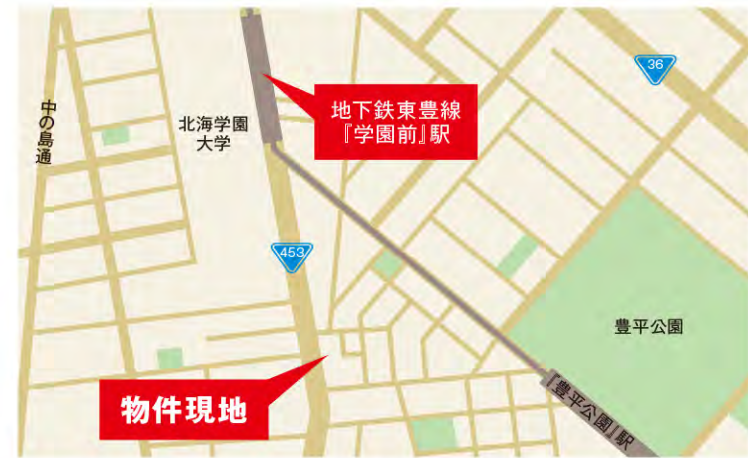 36
地下鉄東豊線
『学園前』駅
中の島通
北海学園
大学
453
豊平公園
物件現地
『豊平公園』駅